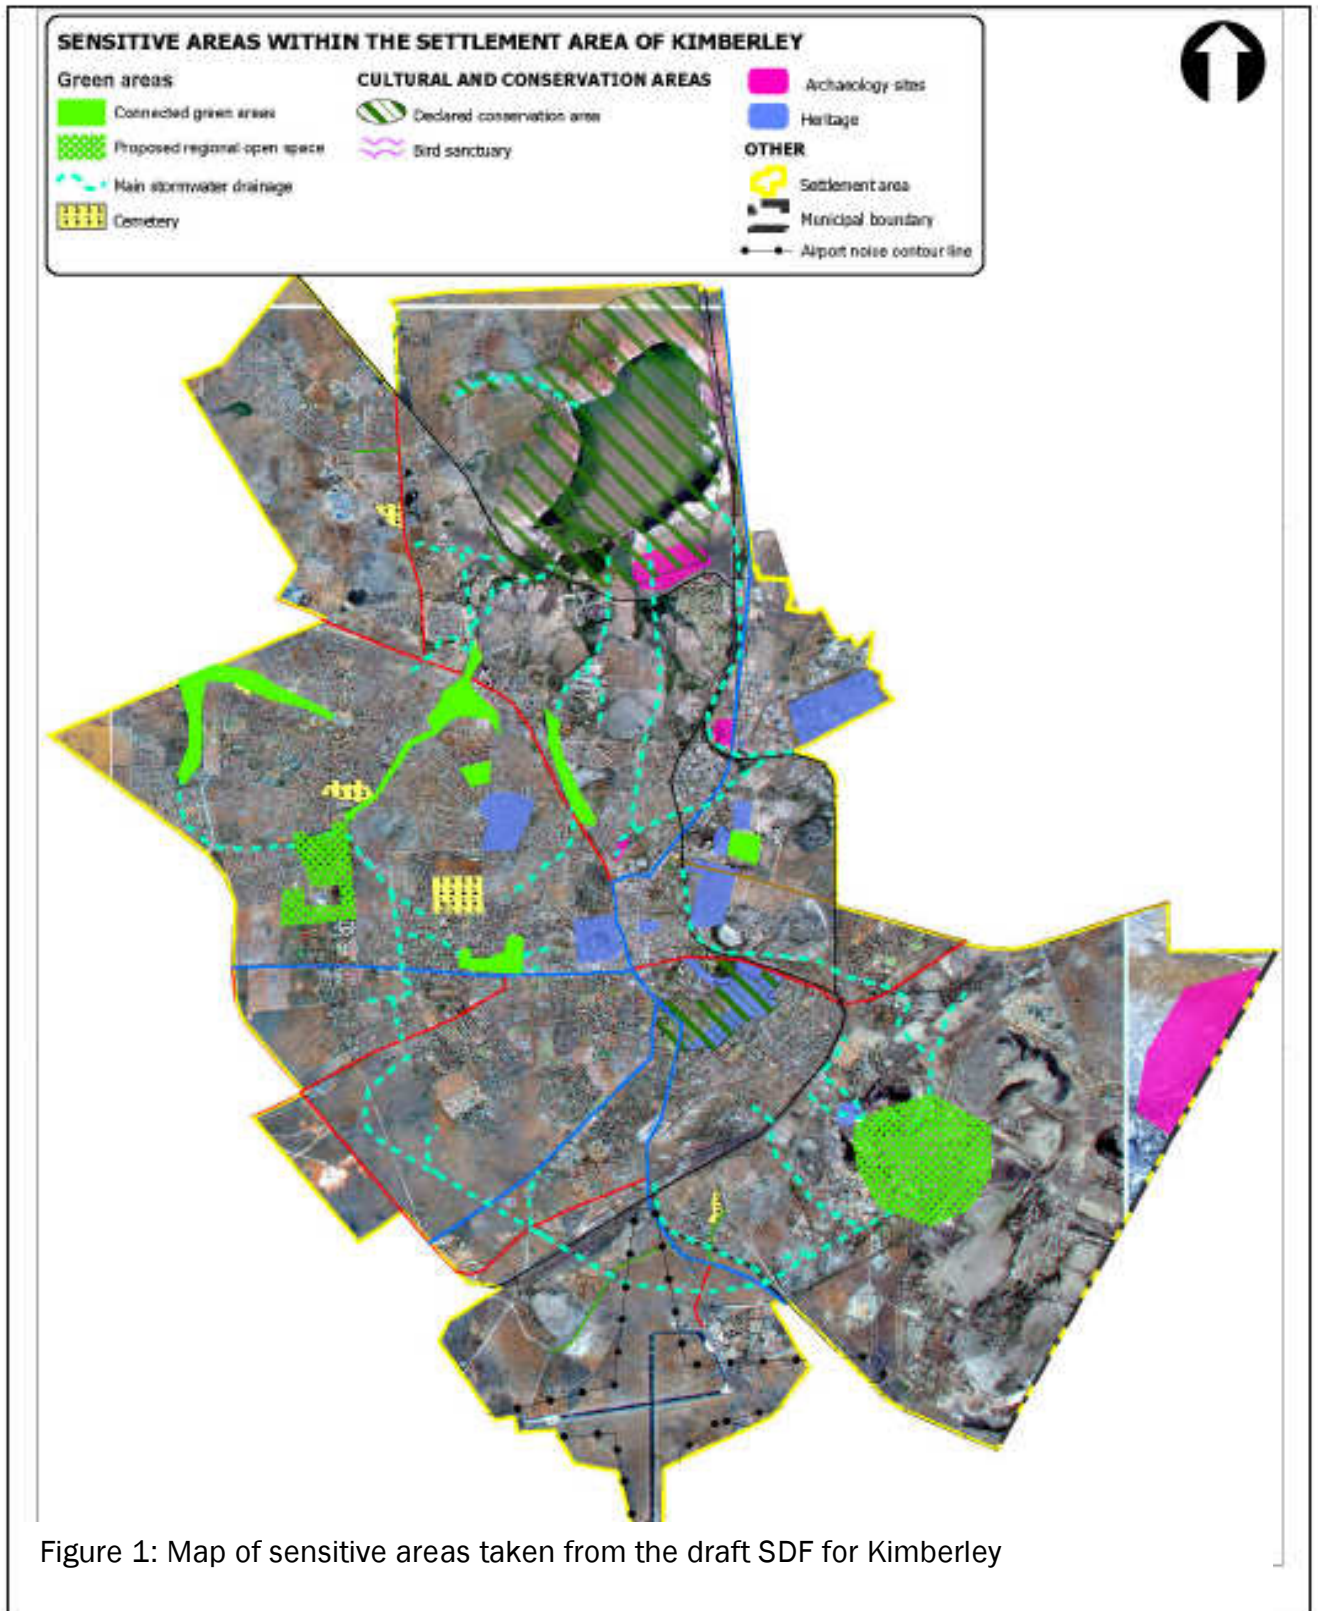 SENSITIVE AREAS WITHIN THE SETTLEMENT AREA OF KIMBERLEY
Green areas
Connected green areas
Proposed regional open space
Main stormwater drainage
Cemetery
CULTURAL AND CONSERVATION AREAS
Declared conservation area
Bird sanctuary
Archaeology sites
Heritage
OTHER
Settlement area
Municipal boundary
Airport noise contour line
Figure 1: Map of sensitive areas taken from the draft SDF for Kimberley